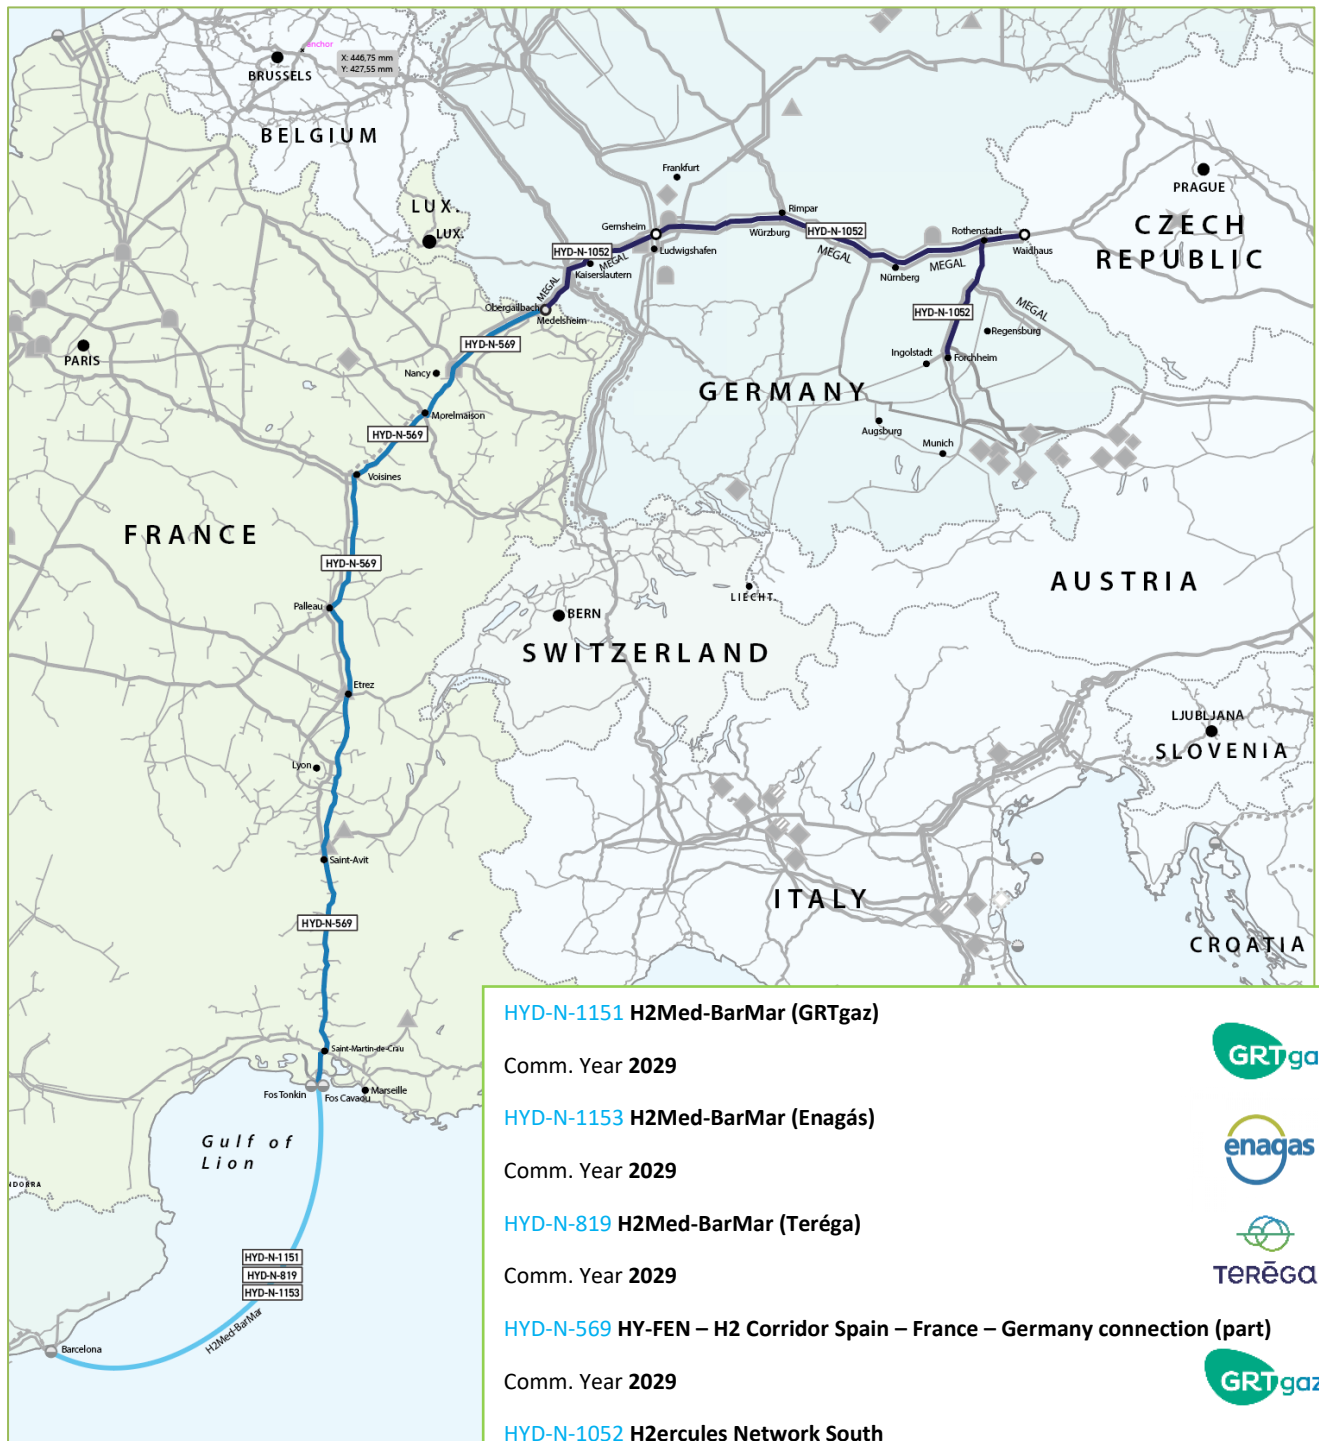 anchor
X: 446,75 mm
Y: 427,55 mm
BRUSSELS
BELGIUM
Frankfurt
PRAGUE
LUX.
LUX.
Rimpar
Gernsheim
HYD-N-1052
Würzburg
Rothenstadt
CZECH
REPUBLIC
HYD-N-1052
Ludwigshafen
MEGAL
Waidhaus
MEGAL
Kaiserslautern
MEGAL
Nürnberg
MEGAL
Obergailbach
Medelsheim
MEGAL
HYD-N-1052
Regensburg
PARIS
HYD-N-569
Ingolstadt
Forchheim
Nancy
GERMANY
Morelmaison
Augsburg
HYD-N-569
Munich
Voisines
FRANCE
HYD-N-569
AUSTRIA
LIECHT.
Palleau
BERN
SWITZERLAND
Etrez
LJUBLJANA
SLOVENIA
Lyon
Saint-Avit
ITALY
HYD-N-569
CROATIA
Saint-Martin-de-Crau
Fos Tonkin
Fos Cavaou
Marseille
Gulf of
Lion
NDORRA
HYD-N-1151
HYD-N-819
HYD-N-1153
H2Med-BarMar
Barcelona
HYD-N-1151 H2Med-BarMar (GRTgaz)
GRTga
Comm. Year 2029
HYD-N-1153 H2Med-BarMar (Enagás)
enagas
Comm. Year 2029
HYD-N-819 H2Med-BarMar (Teréga)
TERĒGA
Comm. Year 2029
HYD-N-569 HY-FEN – H2 Corridor Spain – France – Germany connection (part)
GRTgaz
Comm. Year 2029
HYD-N-1052 H2ercules Network South